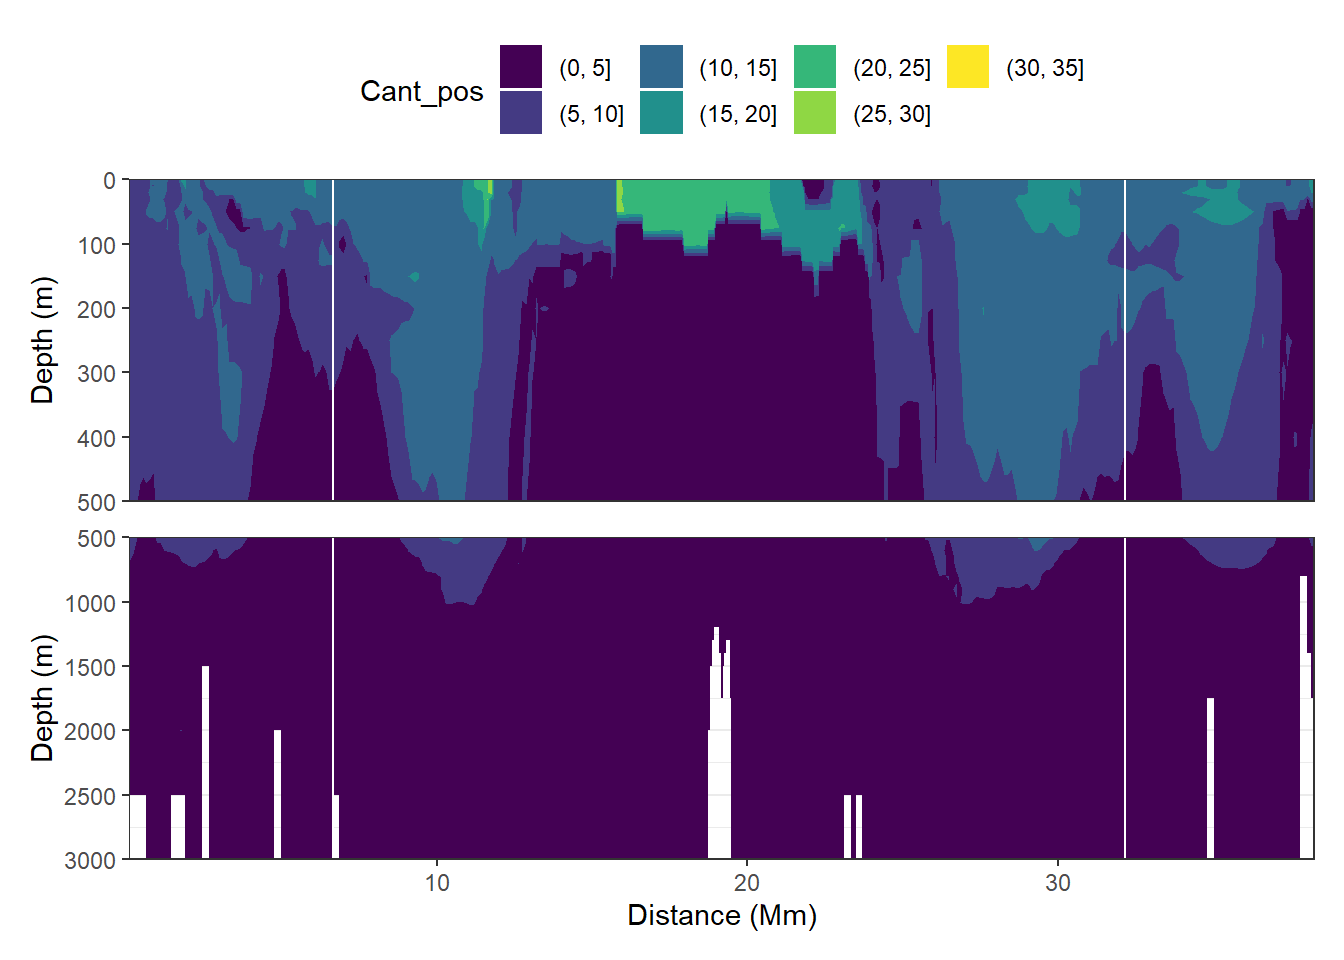 Cant_pos
(0, 5] (10, 15] (20, 25] (30, 35]
(5, 10] (15, 20] (25, 30]
Depth (m)
0
100
200
300
400
500
Depth (m)
500
1000
1500
2000
2500
3000
10 20 30
Distance (Mm)